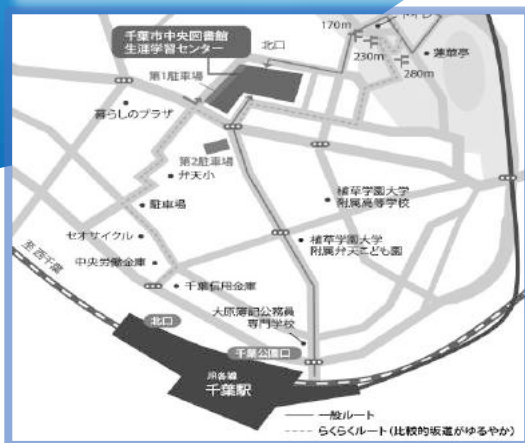 170m
トイレ
千葉市中央図書館
生涯学習センター
北口
230m
蓮華亭
280m
第1駐車場
暮らしのプラザ
第2駐車場
弁天小
植草学園大学
附属高等学校
駐車場
セオサイクル
植草学園大学
附属弁天こども園
至西千葉
中央労働金庫
千葉信用金庫
大原簿記公務員
専門学校
北口
千葉公園口
JR各線
千葉駅
一般ルート
らくらくルート(比較的坂道がゆるやか)